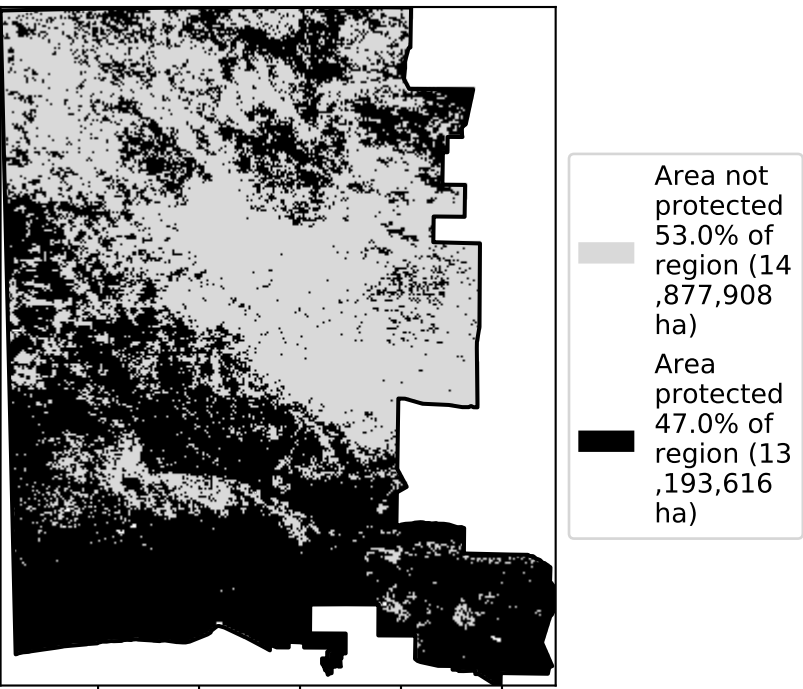 Area not
protected
53.0% of
region (14
,877,908
ha)
Area
protected
47.0% of
region (13
,193,616
ha)